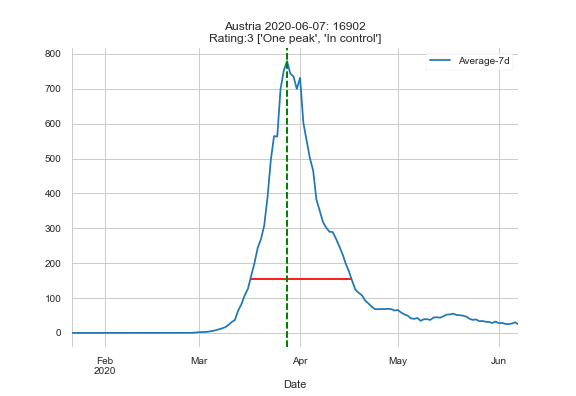 Austria 2020-06-07: 16902
Rating:3 ['One peak', 'In control']
Average-7d
800
700
600
500
400
300
200
100
0
Feb
2020
Mar
Apr
May
Jun
Date